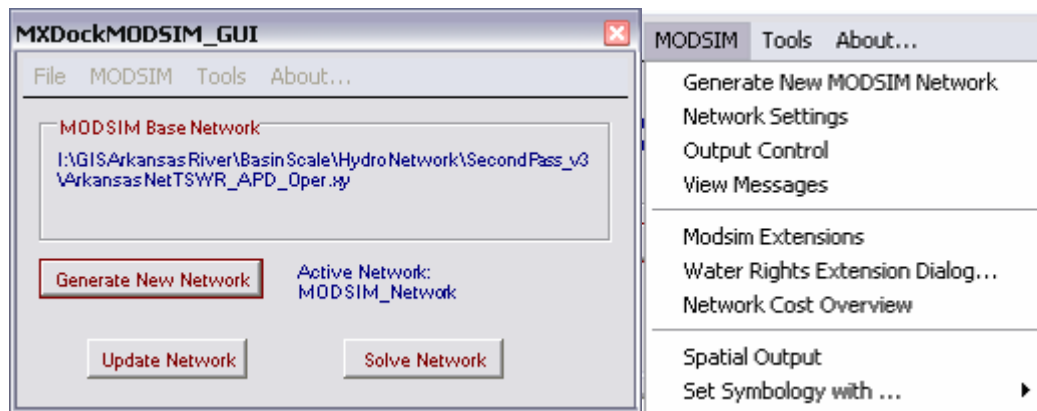 MXDockMODSIM_GUI
File MODSIM Tools About...
MODSIM Base Network
I:\GISArkansasRiver\BasinScale\HydroNetwork\SecondPass_v3
\ArkansasNetTSWR_APD_Oper.xy
Generate New Network
Active Network:
MODSIM_Network
Update Network
Solve Network
MODSIM Tools About...
Generate New MODSIM Network
Network Settings
Output Control
View Messages
Modsim Extensions
Water Rights Extension Dialog...
Network Cost Overview
Spatial Output
Set Symbology with ...